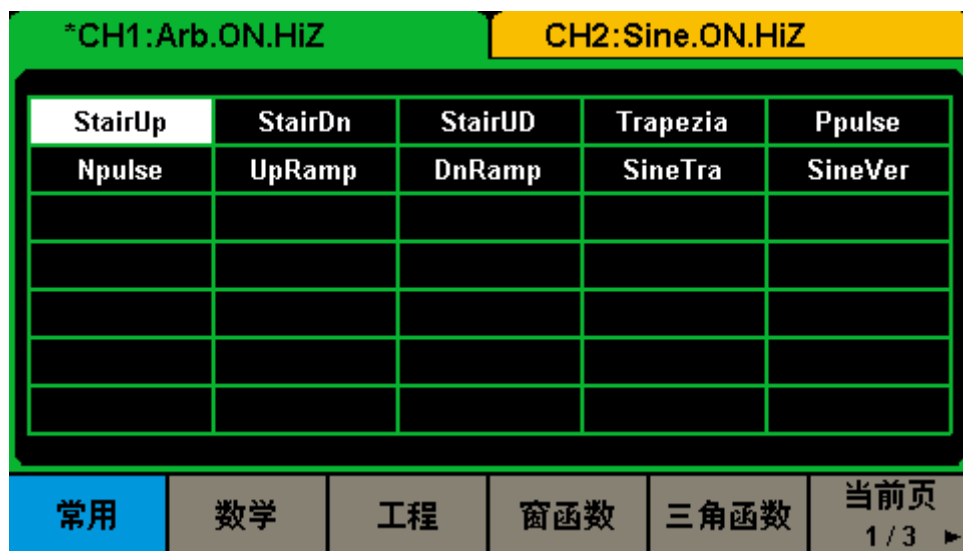 *CH1:Arb.ON.HiZ CH2:Sine.ON.HiZ
StairUp StairDn StairUD Trapezia Ppulse
Npulse UpRamp DnRamp SineTra SineVer
常用 数学 工程 窗函数 三角函数 当前页
1/3 ►